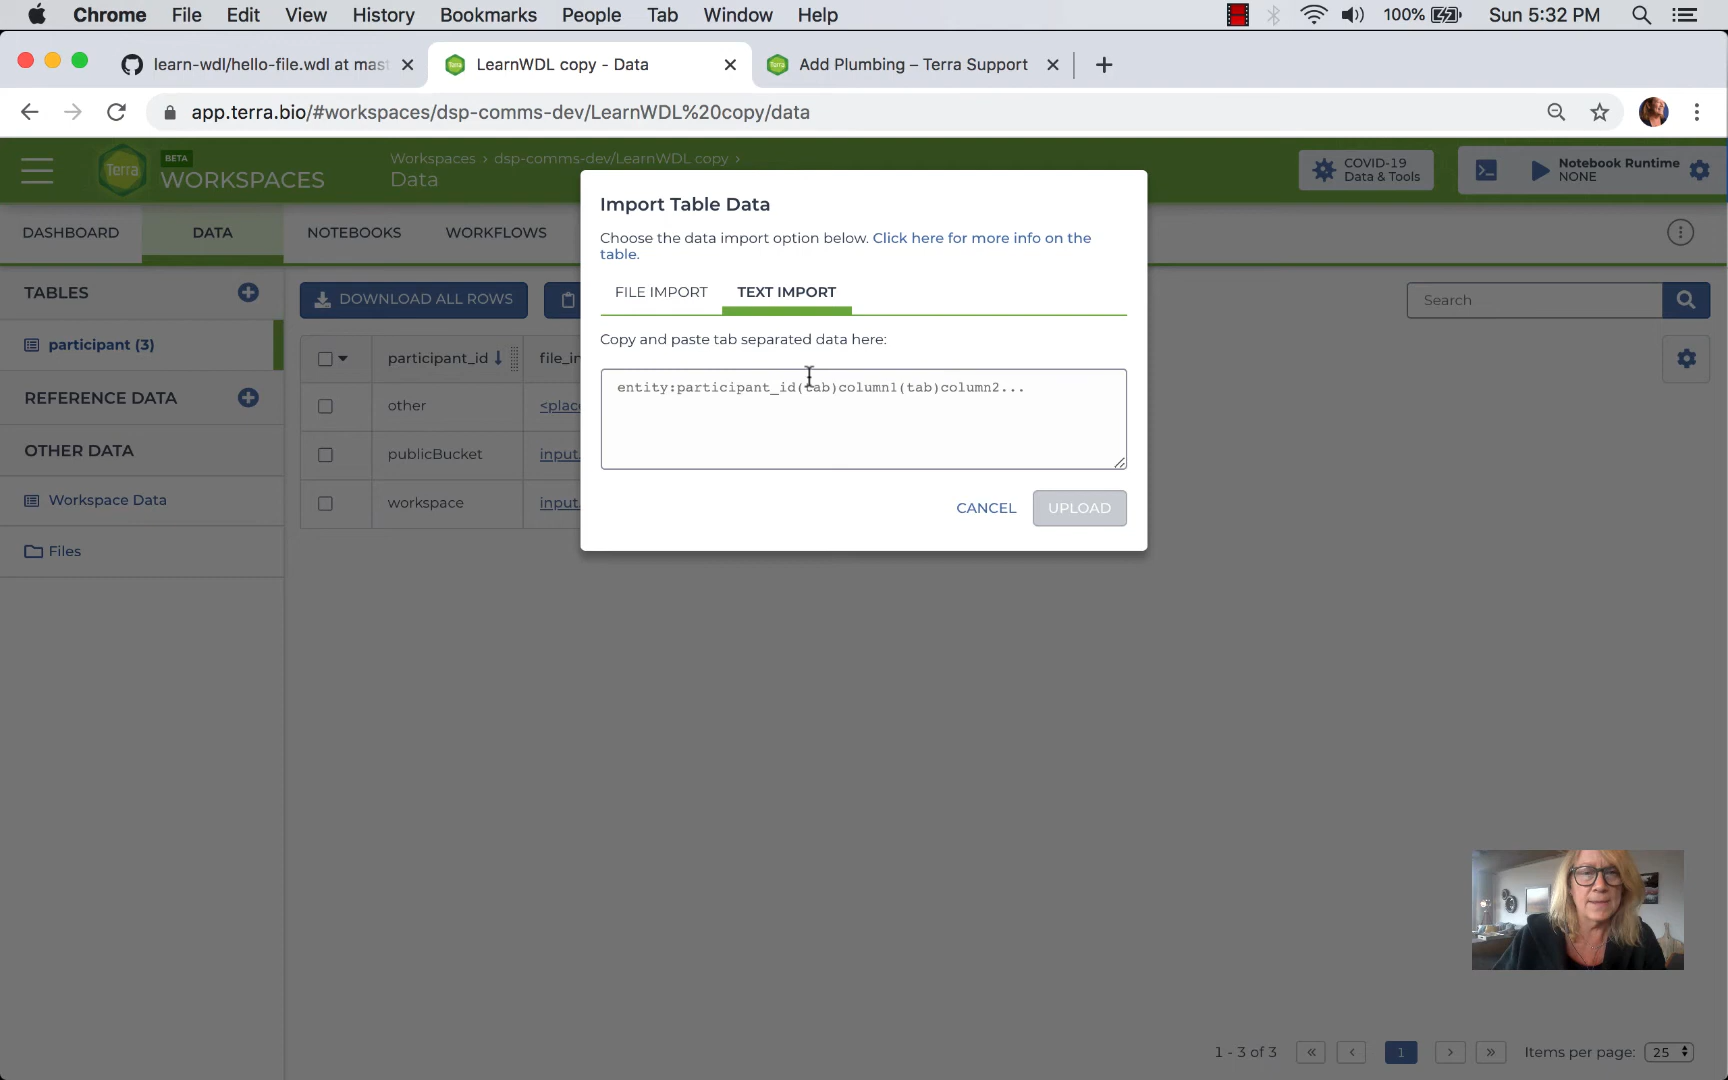 Chrome File Edit View History Bookmarks People Tab Window Help 100% Sun 5:32 PM
learn-wdl/hello-file.wdl at mast LearnWDL copy - Data Add Plumbing – Terra Support
app.terra.bio/#workspaces/dsp-comms-dev/LearnWDL%20copy/data
Terra BETA WORKSPACES
Workspaces › dsp-comms-dev/LearnWDL copy ›
Data
COVID-19
Data & Tools
Notebook Runtime
NONE
DASHBOARD DATA NOTEBOOKS WORKFLOWS
TABLES
participant (3)
REFERENCE DATA
OTHER DATA
Workspace Data
Files
DOWNLOAD ALL ROWS
Search
participant_id file_in
other <place
publicBucket input.
workspace input.
Import Table Data
Choose the data import option below. Click here for more info on the
table.
FILE IMPORT TEXT IMPORT
Copy and paste tab separated data here:
entity:participant_id(tab)column1(tab)column2...
CANCEL UPLOAD
1 - 3 of 3 « ‹ 1 › » Items per page: 25